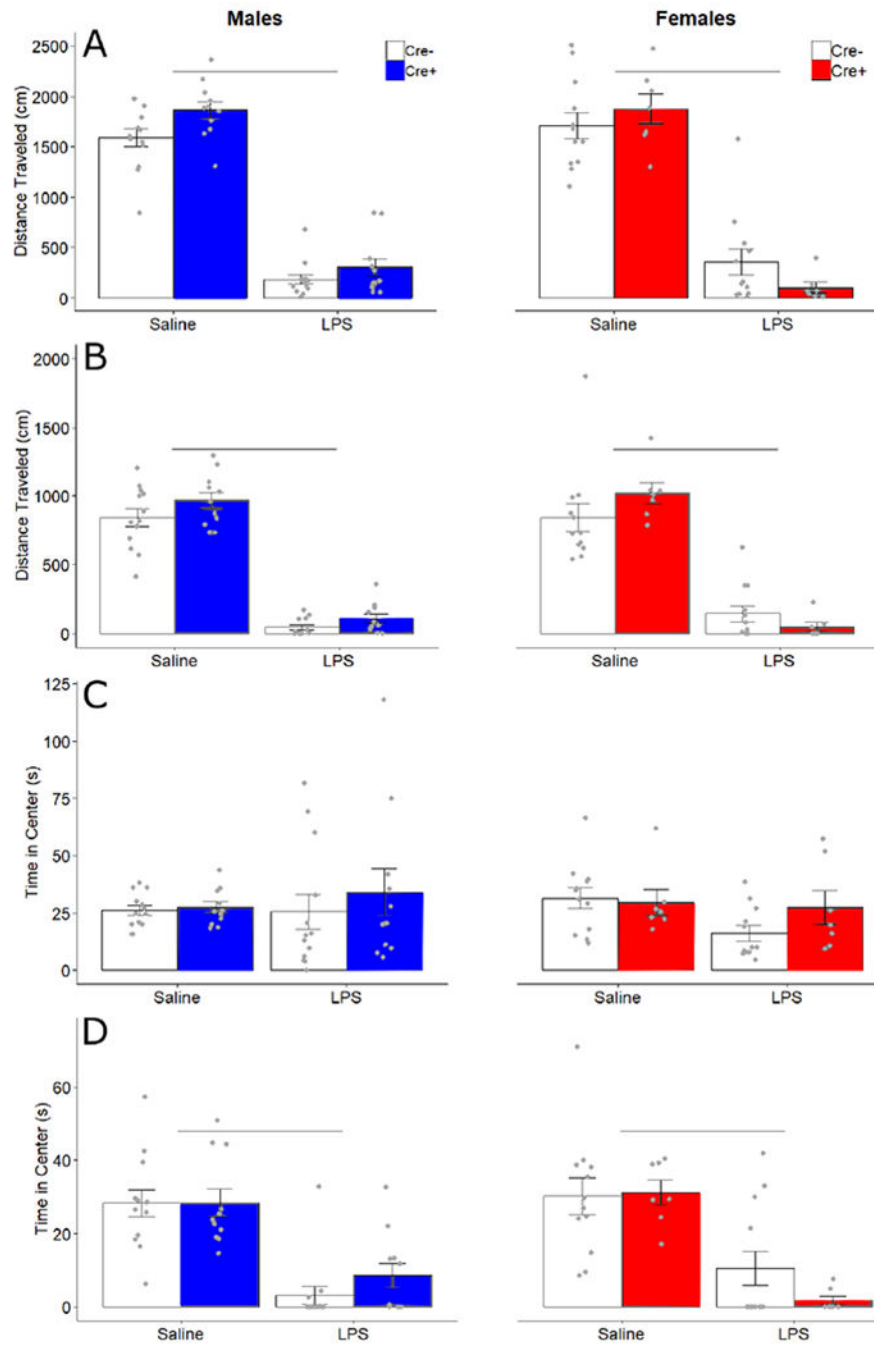 Males Females
A
Cre-
Cre+
Cre-
Cre+
Distance Traveled (cm)
2500
2000
1500
1000
500
0
Saline LPS
Saline LPS
B
Distance Traveled (cm)
2000
1500
1000
500
0
Saline LPS
Saline LPS
C
Time in Center (s)
125
100
75
50
25
0
Saline LPS
Saline LPS
D
Time in Center (s)
60
40
20
0
Saline LPS
Saline LPS